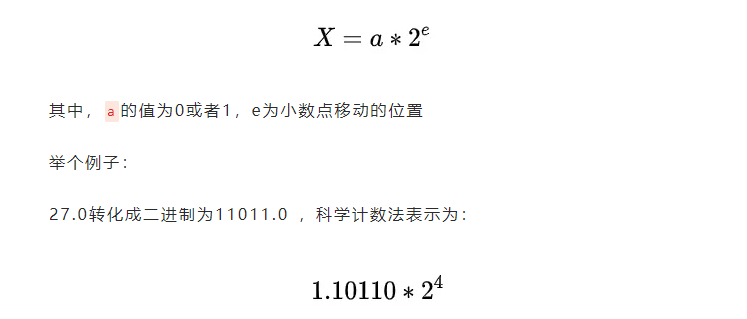 X = a * 2^e
其中，a的值为0或者1，e为小数点移动的位置
举个例子：
27.0转化成二进制为11011.0 ，科学计数法表示为：
1.10110 * 2^4